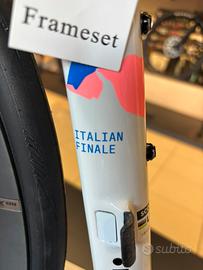 Frameset
ITALIAN
FINALE
subito